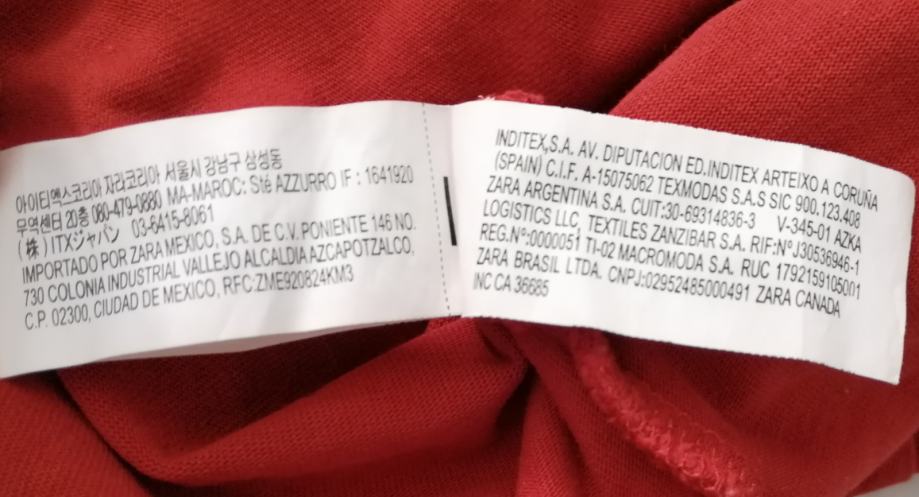 아이티엑스코리아 자라코리아 서울시 강남구 삼성동
무역센타 20층 080-479-0880 MA-MAROC: Sté AZZURRO IF : 1641920
(株) ITXジャパン 03-6415-8061
IMPORTADO POR ZARA MEXICO, S.A. DE C.V. PONIENTE 146 NO.
730 COLONIA INDUSTRIAL VALLEJO ALCALDIA AZCAPOTZALCO,
C.P. 02300, CIUDAD DE MEXICO, RFC:ZME920824KM3
INDITEX,S.A. AV. DIPUTACION ED.INDITEX ARTEIXO A CORUÑA
(SPAIN) C.I.F. A-15075062 TEXMODAS S.A.S SIC 900.123.408
ZARA ARGENTINA S.A. CUIT:30-69314836-3 V-345-01 AZKA
LOGISTICS LLC, TEXTILES ZANZIBAR S.A. RIF:Nº J30536946-1
REG.Nº:0000051 TI-02 MACROMODA S.A. RUC 1792159105001
ZARA BRASIL LTDA. CNPJ:02952485000491 ZARA CANADA
INC CA 36685